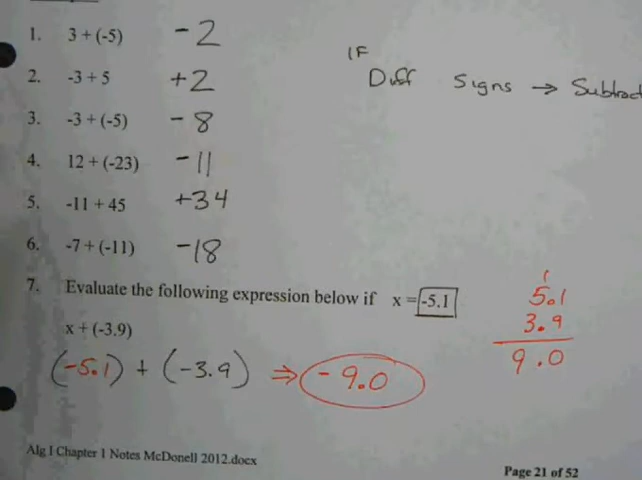 1. 3 + (-5) -2
IF
2. -3 + 5 +2 Diff Signs → Subtract
3. -3 + (-5) -8
4. 12 + (-23) -11
5. -11 + 45 +34
6. -7 + (-11) -18
7. Evaluate the following expression below if x = -5.1
x + (-3.9)
(-5.1) + (-3.9) ⇒ -9.0
1
5.1
3.9
9.0
Alg I Chapter 1 Notes McDonell 2012.docx
Page 21 of 52